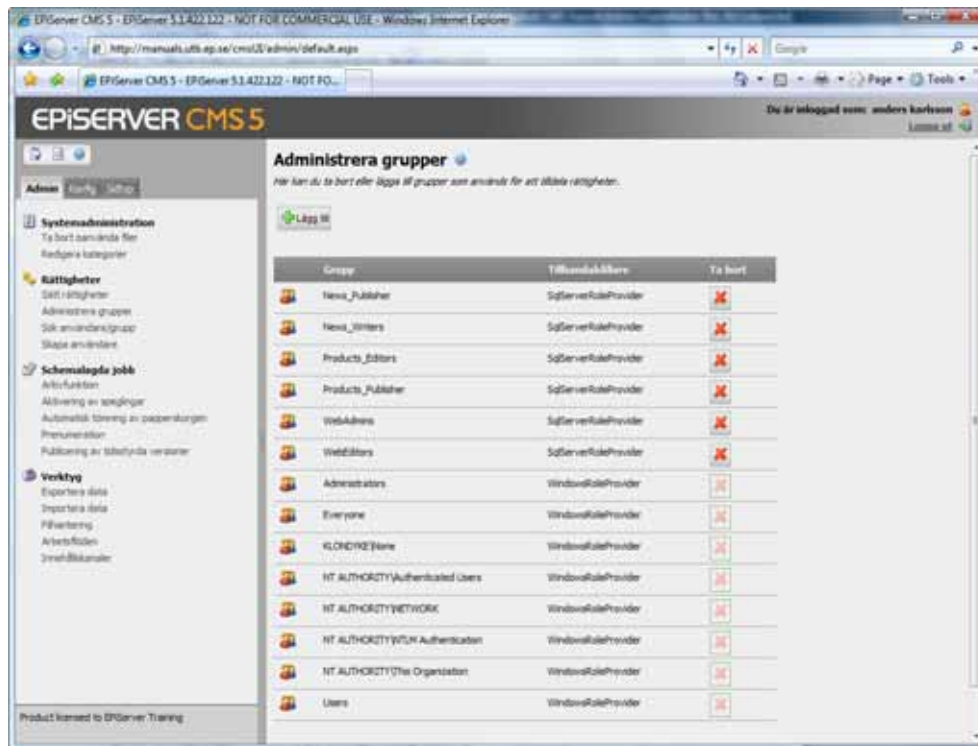 EPiServer CMS 5 - EPiServer 5.1.422.122 - NOT FOR COMMERCIAL USE - Windows Internet Explorer
http://manuals.utb.ep.se/cmsUI/admin/default.aspx
Google
EPiServer CMS 5 - EPiServer 5.1.422.122 - NOT FO...
Page
Tools
EPiSERVER CMS 5
Du är inloggad som: anders karlsson
Logga ut
Admin
Konfig
Administrera grupper
Här kan du ta bort eller lägga till grupper som används för att tilldela rättigheter.
Lägg till
Systemadministration
Ta bort oanvända filer
Redigera kategorier
Rättigheter
Sätt rättigheter
Administrera grupper
Sök användare/grupp
Skapa användare
Schemalagda jobb
Arkivfunktion
Aktivering av speglingar
Automatisk tömning av papperskorgen
Prenumeration
Publicering av tidsstyrda versioner
Verktyg
Exportera data
Importera data
Filhantering
Arbetsflöden
Innehållskanaler
Product licensed to EPiServer Training
Grupp Tillhandahållare Ta bort
News_Publisher SqlServerRoleProvider
News_Writers SqlServerRoleProvider
Products_Editors SqlServerRoleProvider
Products_Publisher SqlServerRoleProvider
WebAdmins SqlServerRoleProvider
WebEditors SqlServerRoleProvider
Administrators WindowsRoleProvider
Everyone WindowsRoleProvider
KLONDYKE\None WindowsRoleProvider
NT AUTHORITY\Authenticated Users WindowsRoleProvider
NT AUTHORITY\NETWORK WindowsRoleProvider
NT AUTHORITY\NTLM Authentication WindowsRoleProvider
NT AUTHORITY\This Organization WindowsRoleProvider
Users WindowsRoleProvider